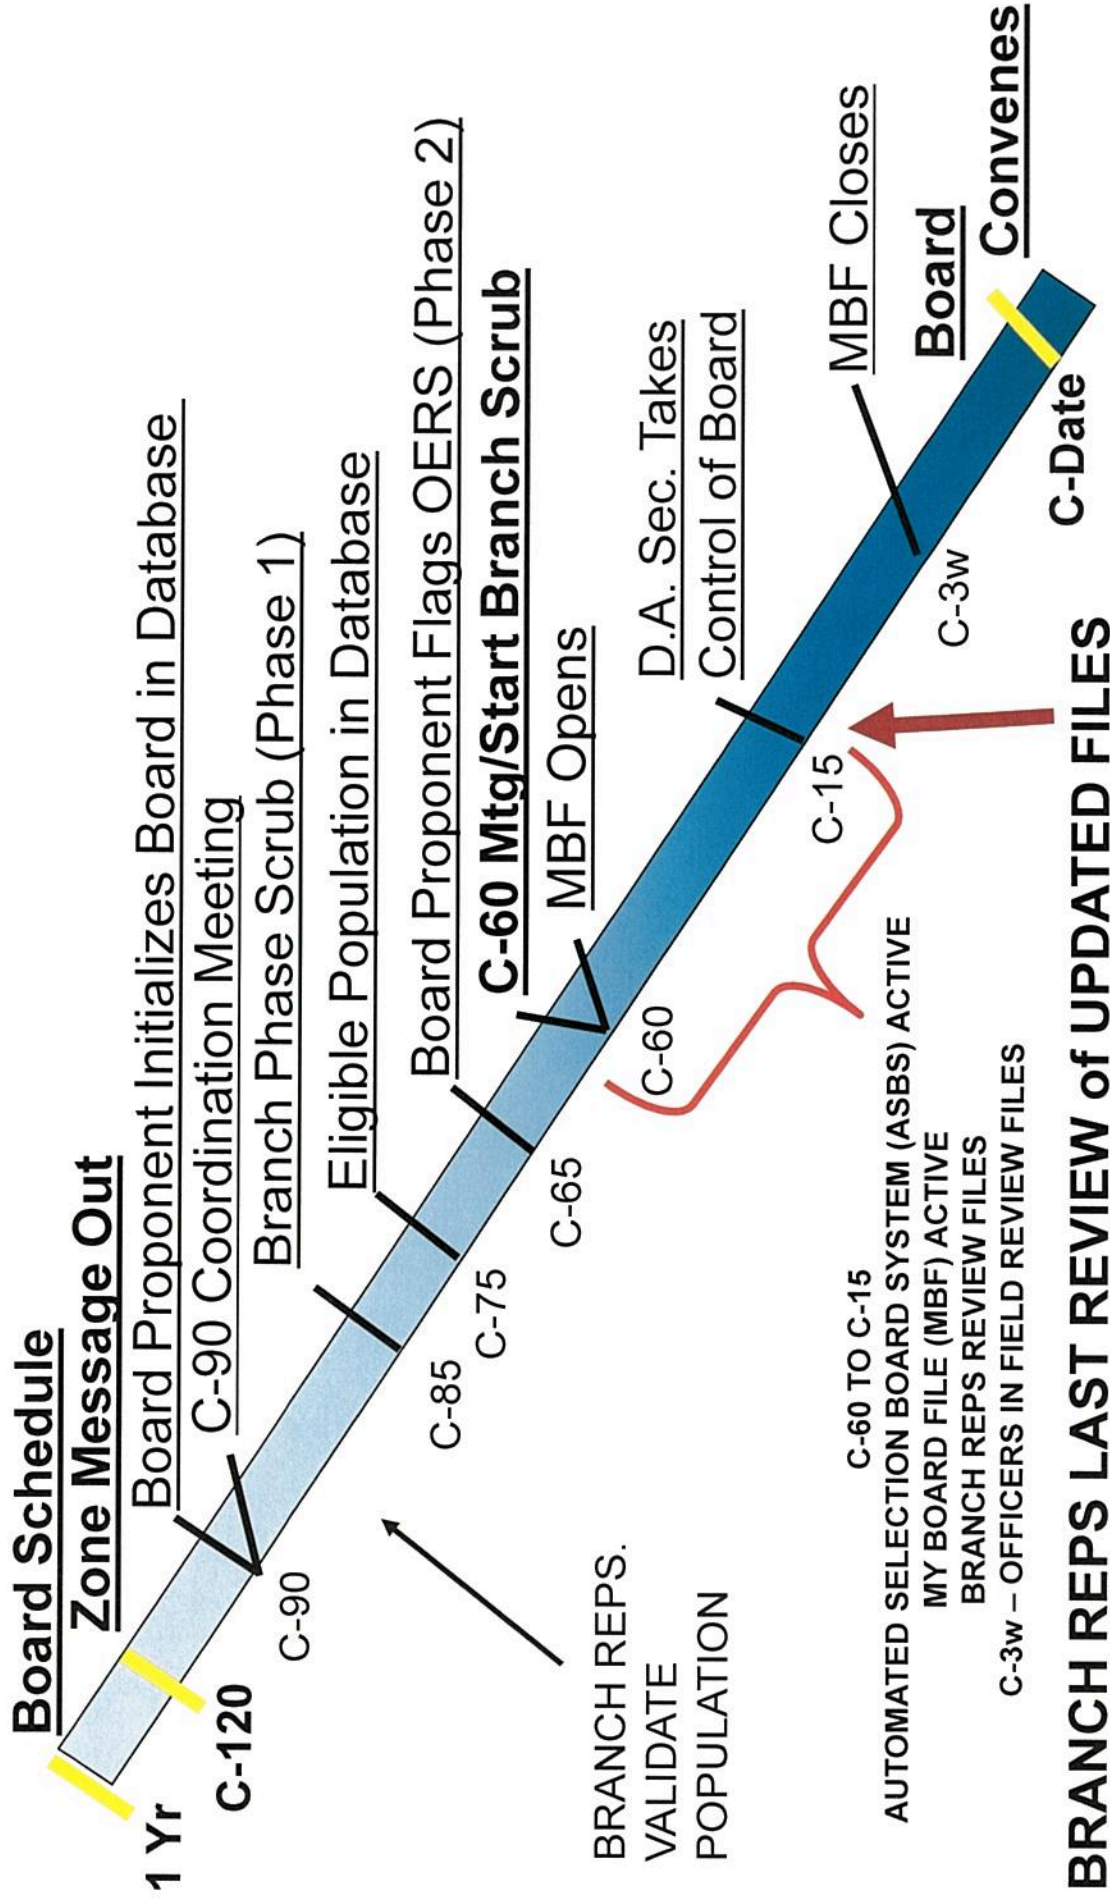 Board Schedule
Zone Message Out
Board Proponent Initializes Board in Database
C-90 Coordination Meeting
Branch Phase Scrub (Phase 1)
Eligible Population in Database
Board Proponent Flags OERS (Phase 2)
C-60 Mtg/Start Branch Scrub
MBF Opens
D.A. Sec. Takes
Control of Board
MBF Closes
Board
Convenes
1 Yr
C-120
C-90
C-85
C-75
C-65
C-60
C-15
C-3w
C-Date
BRANCH REPS.
VALIDATE
POPULATION
C-60 TO C-15
AUTOMATED SELECTION BOARD SYSTEM (ASBS) ACTIVE
MY BOARD FILE (MBF) ACTIVE
BRANCH REPS REVIEW FILES
C-3w – OFFICERS IN FIELD REVIEW FILES
BRANCH REPS LAST REVIEW of UPDATED FILES